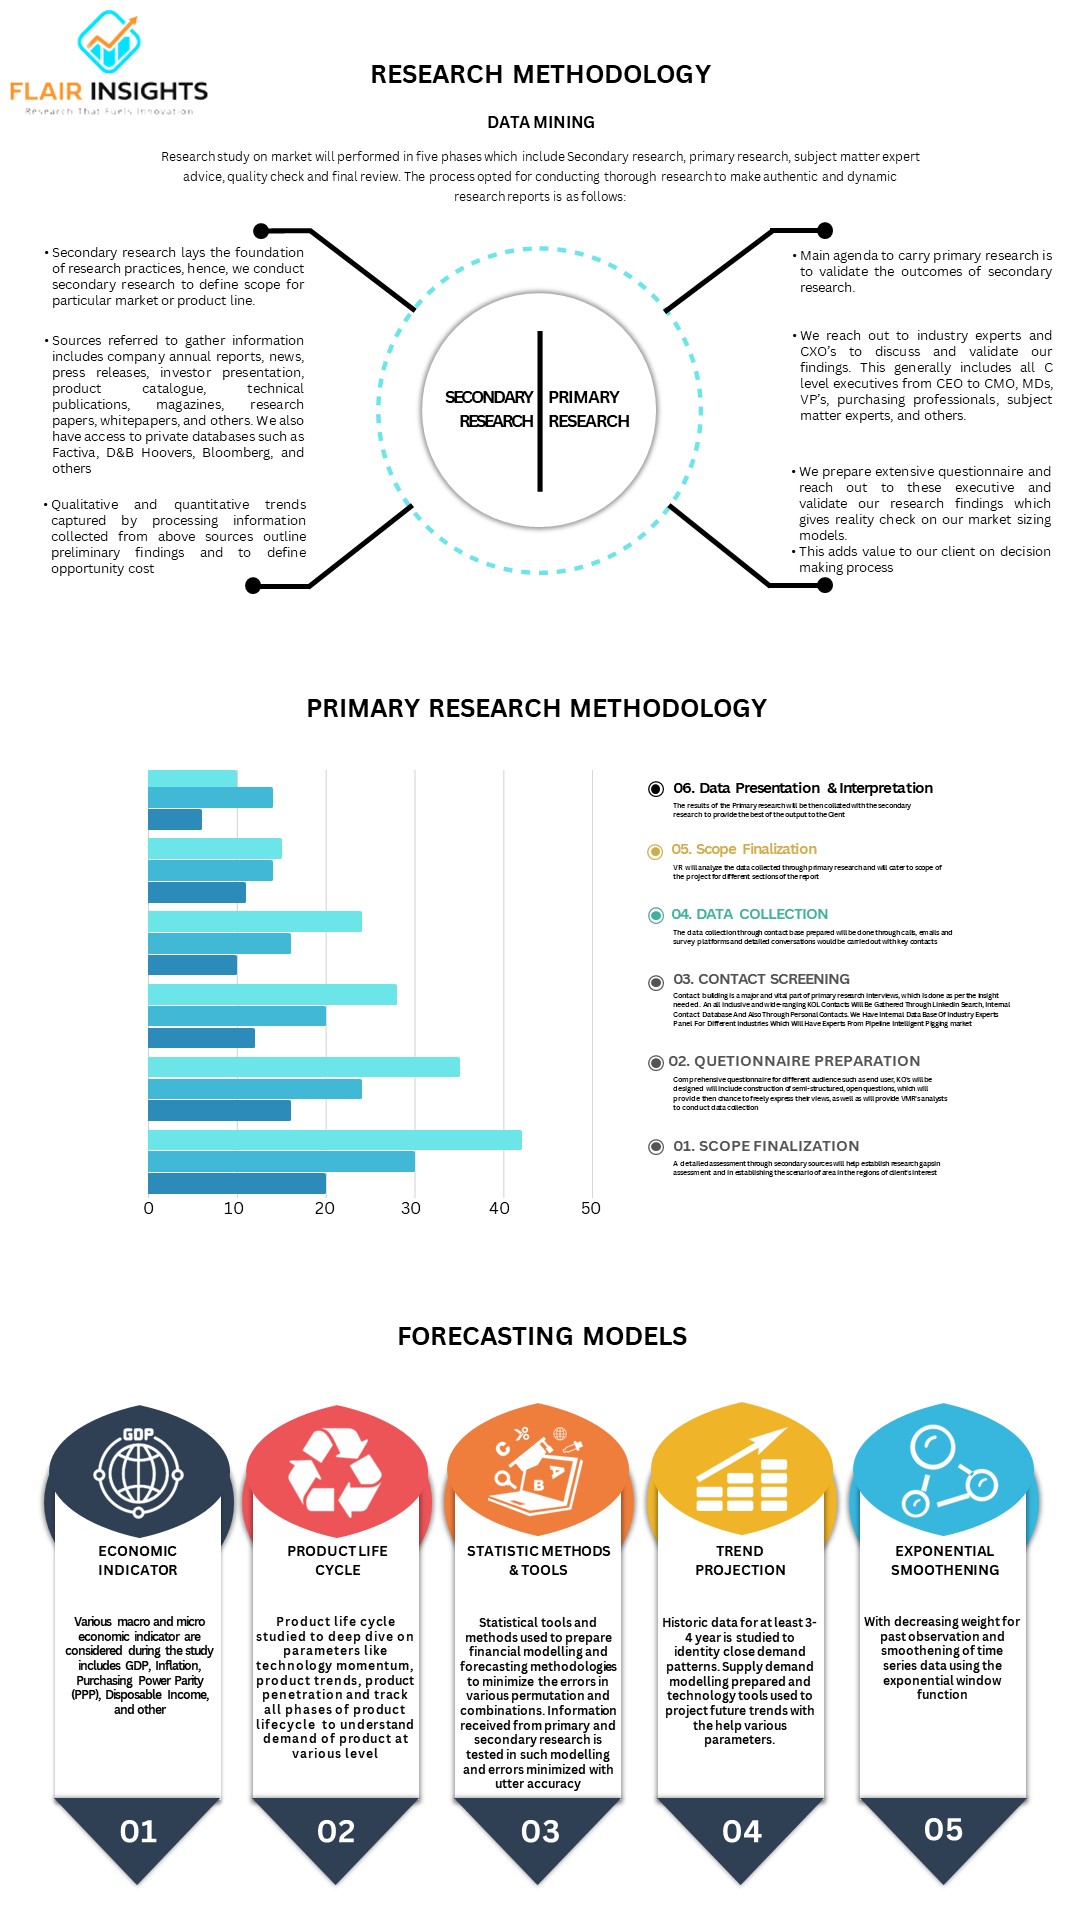 FLAIR INSIGHTS
Research That Fuels Innovation
RESEARCH METHODOLOGY
DATA MINING
Research study on market will performed in five phases which include Secondary research, primary research, subject matter expert
advice, quality check and final review. The process opted for conducting thorough research to make authentic and dynamic
research reports is as follows:
• Secondary research lays the foundation
of research practices, hence, we conduct
secondary research to define scope for
particular market or product line.
• Sources referred to gather information
includes company annual reports, news,
press releases, investor presentation,
product catalogue, technical
publications, magazines, research
papers, whitepapers, and others. We also
have access to private databases such as
Factiva, D&B Hoovers, Bloomberg, and
others
• Qualitative and quantitative trends
captured by processing information
collected from above sources outline
preliminary findings and to define
opportunity cost
SECONDARY
RESEARCH
PRIMARY
RESEARCH
• Main agenda to carry primary research is
to validate the outcomes of secondary
research.
• We reach out to industry experts and
CXO's to discuss and validate our
findings. This generally includes all C
level executives from CEO to CMO, MDs,
VP's, purchasing professionals, subject
matter experts, and others.
• We prepare extensive questionnaire and
reach out to these executive and
validate our research findings which
gives reality check on our market sizing
models.
• This adds value to our client on decision
making process
PRIMARY RESEARCH METHODOLOGY
0 10 20 30 40 50
06. Data Presentation & Interpretation
The results of the Primary research will be then collated with the secondary
research to provide the best of the output to the Client
05. Scope Finalization
VR will analyze the data collected through primary research and will cater to scope of
the project for different sections of the report
04. DATA COLLECTION
The data collection through contact base prepared will be done through calls, emails and
survey platforms and detailed conversations would be carried out with key contacts
03. CONTACT SCREENING
Contact building is a major and vital part of primary research interviews, which is done as per the insight
needed. An all inclusive and wide-ranging KOL Contacts Will Be Gathered Through LinkedIn Search, Internal
Contact Database And Also Through Personal Contacts. We Have Internal Data Base Of Industry Experts
Panel For Different Industries Which Will Have Experts From Pipeline Intelligent Pigging market
02. QUETIONNAIRE PREPARATION
Comprehensive questionnaire for different audience such as end user, KO's will be
designed will include construction of semi-structured, open questions, which will
provide then chance to freely express their views, as well as will provide VMR's analysts
to conduct data collection
01. SCOPE FINALIZATION
A detailed assessment through secondary sources will help establish research gaps in
assessment and in establishing the scenario of area in the regions of client's interest
FORECASTING MODELS
GDP
ECONOMIC
INDICATOR
Various macro and micro
economic indicator are
considered during the study
includes GDP, Inflation,
Purchasing Power Parity
(PPP), Disposable Income,
and other
01
PRODUCT LIFE
CYCLE
Product life cycle
studied to deep dive on
parameters like
technology momentum,
product trends, product
penetration and track
all phases of product
lifecycle to understand
demand of product at
various level
02
C
A
B
STATISTIC METHODS
& TOOLS
Statistical tools and
methods used to prepare
financial modelling and
forecasting methodologies
to minimize the errors in
various permutation and
combinations. Information
received from primary and
secondary research is
tested in such modelling
and errors minimized with
utter accuracy
03
TREND
PROJECTION
Historic data for at least 3-
4 year is studied to
identity close demand
patterns. Supply demand
modelling prepared and
technology tools used to
project future trends with
the help various
parameters.
04
EXPONENTIAL
SMOOTHENING
With decreasing weight for
past observation and
smoothening of time
series data using the
exponential window
function
05